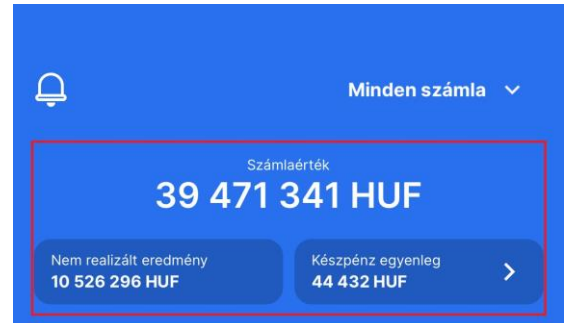 Minden számla
Számlaérték
39 471 341 HUF
Nem realizált eredmény
10 526 296 HUF
Készpénz egyenleg
44 432 HUF